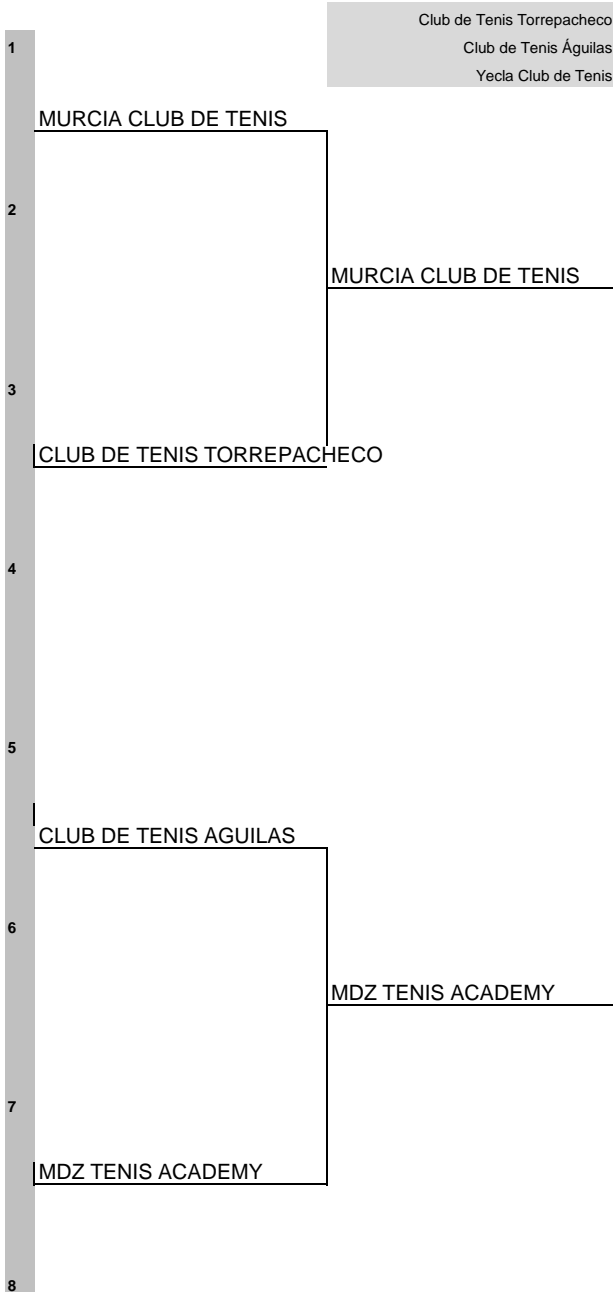 Club de Tenis Torrepacheco
1
Club de Tenis Águilas
Yecla Club de Tenis
MURCIA CLUB DE TENIS
2
MURCIA CLUB DE TENIS
3
CLUB DE TENIS TORREPACHECO
4
5
CLUB DE TENIS AGUILAS
6
MDZ TENIS ACADEMY
7
MDZ TENIS ACADEMY
8